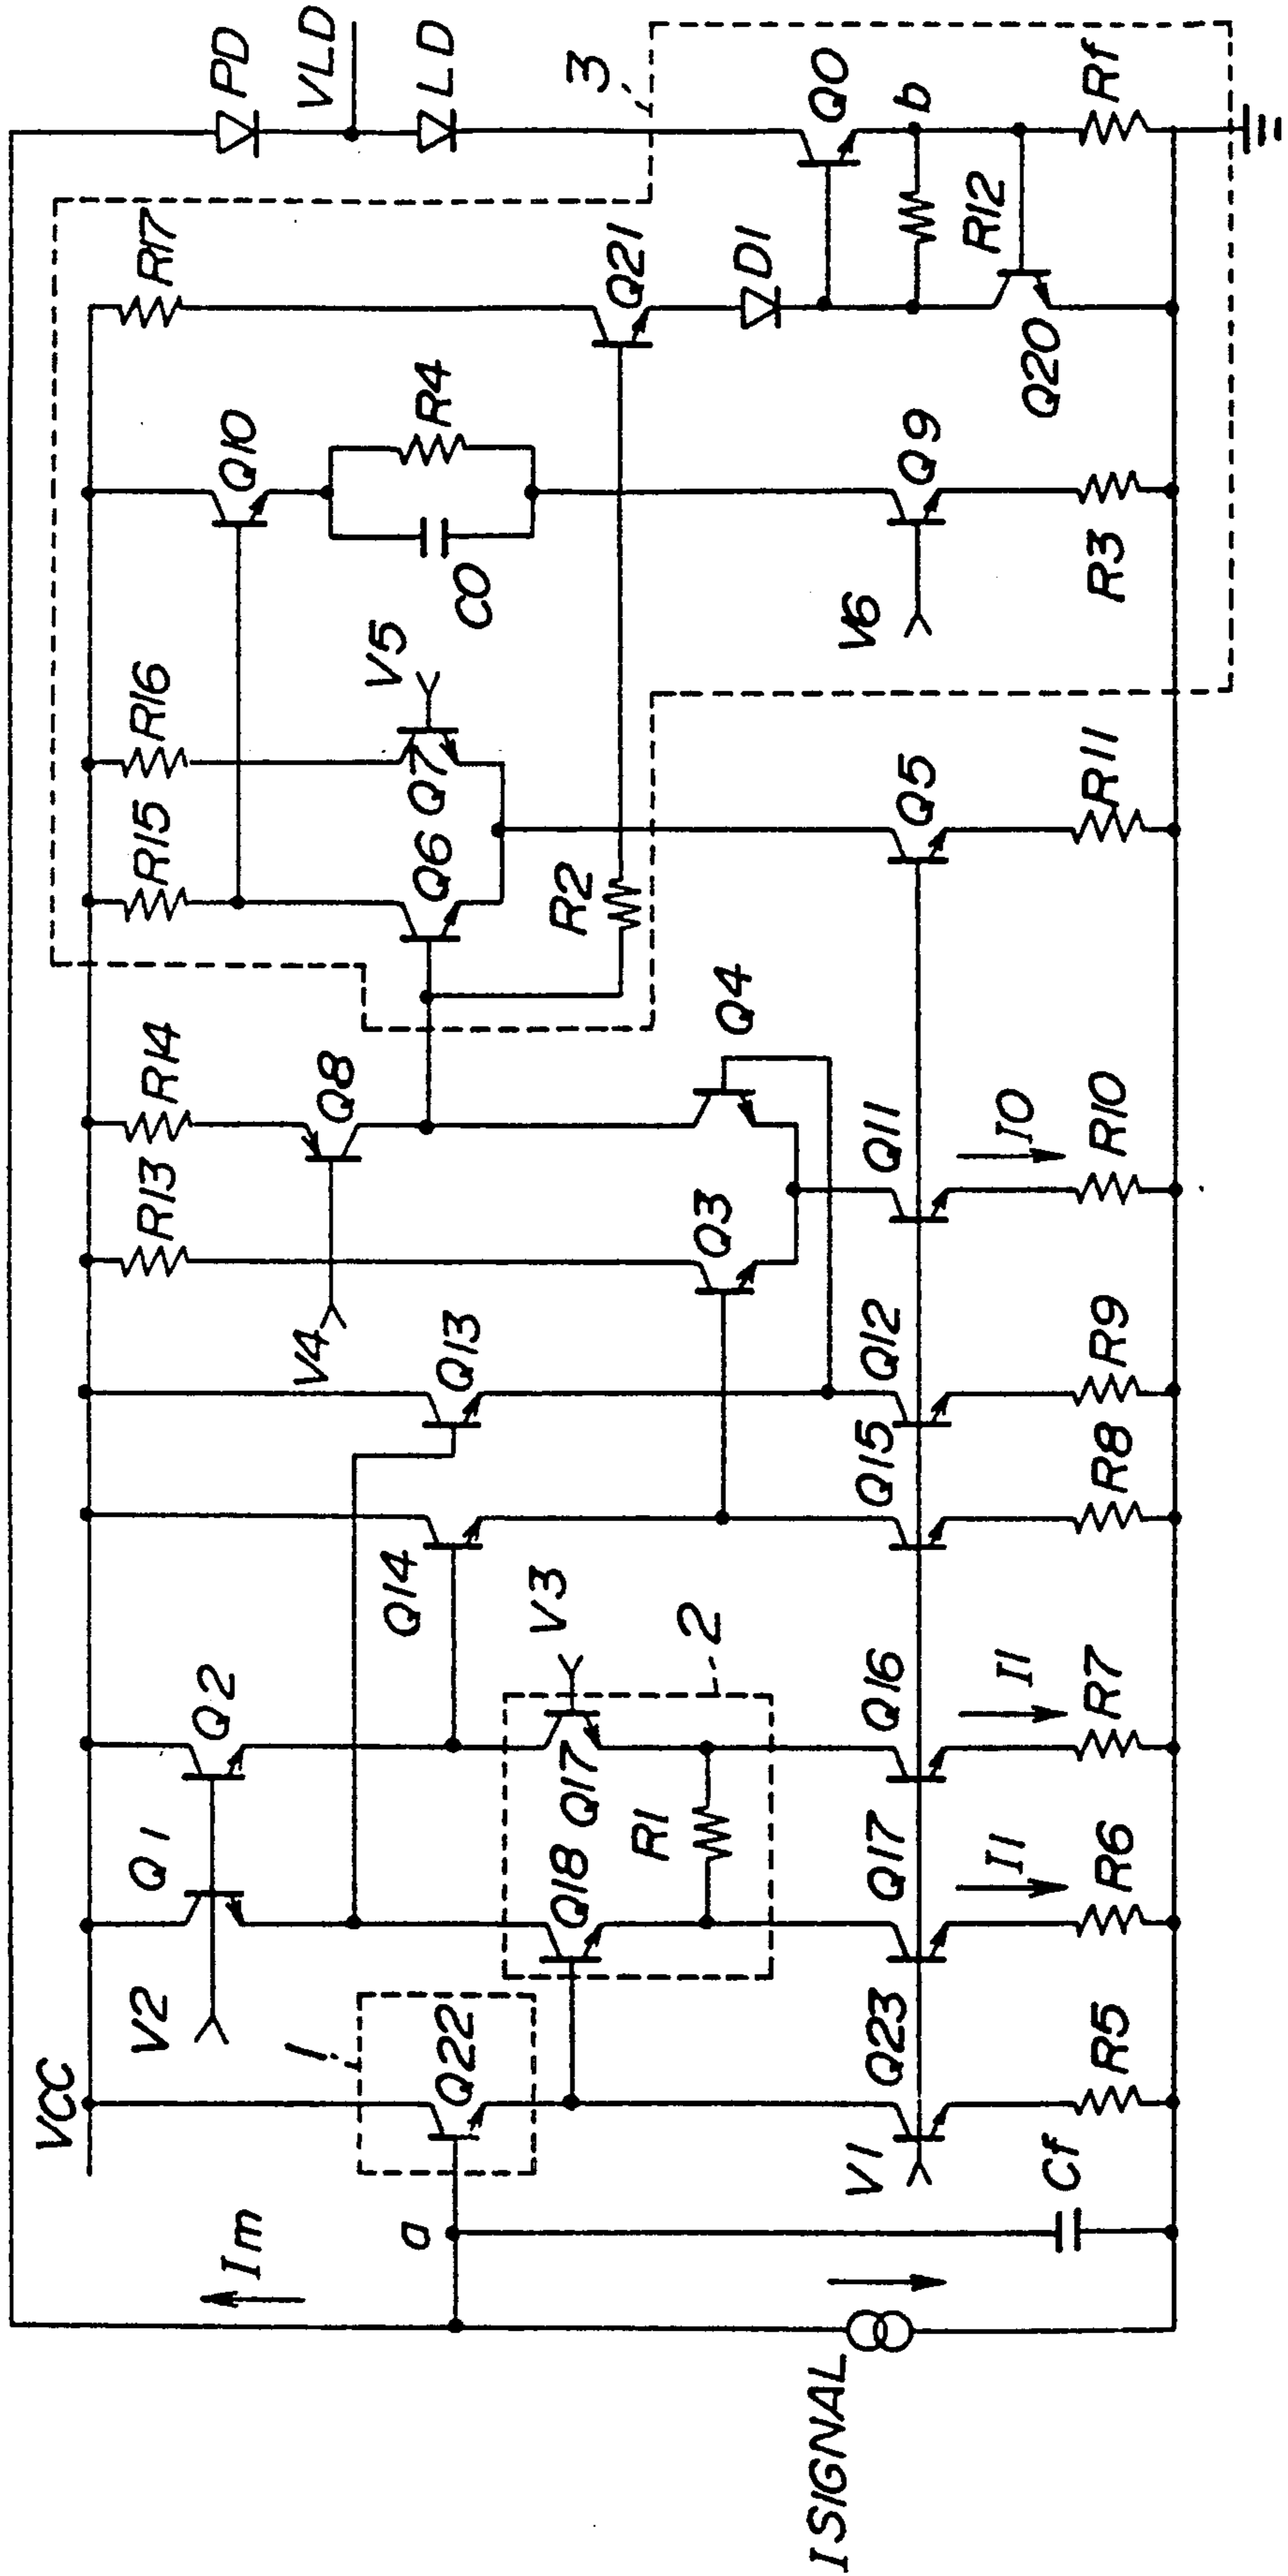 VCC
Im
a
V2
Q1
Q2
1
Q22
Q14
Q13
V4
R13
R14
Q8
R15
R16
R17
Q10
V5
Q6
Q7
C0
R4
R2
Q21
D1
PD
VLD
LD
3
Q0
b
R12
Rf
Q20
V3
2
Q18
Q17
R1
Q3
Q4
V1
Q23
Q17
Q16
Q15
Q12
Q11
Q5
V6
Q9
ISIGNAL
Cf
I1
I1
I0
R5
R6
R7
R8
R9
R10
R11
R3